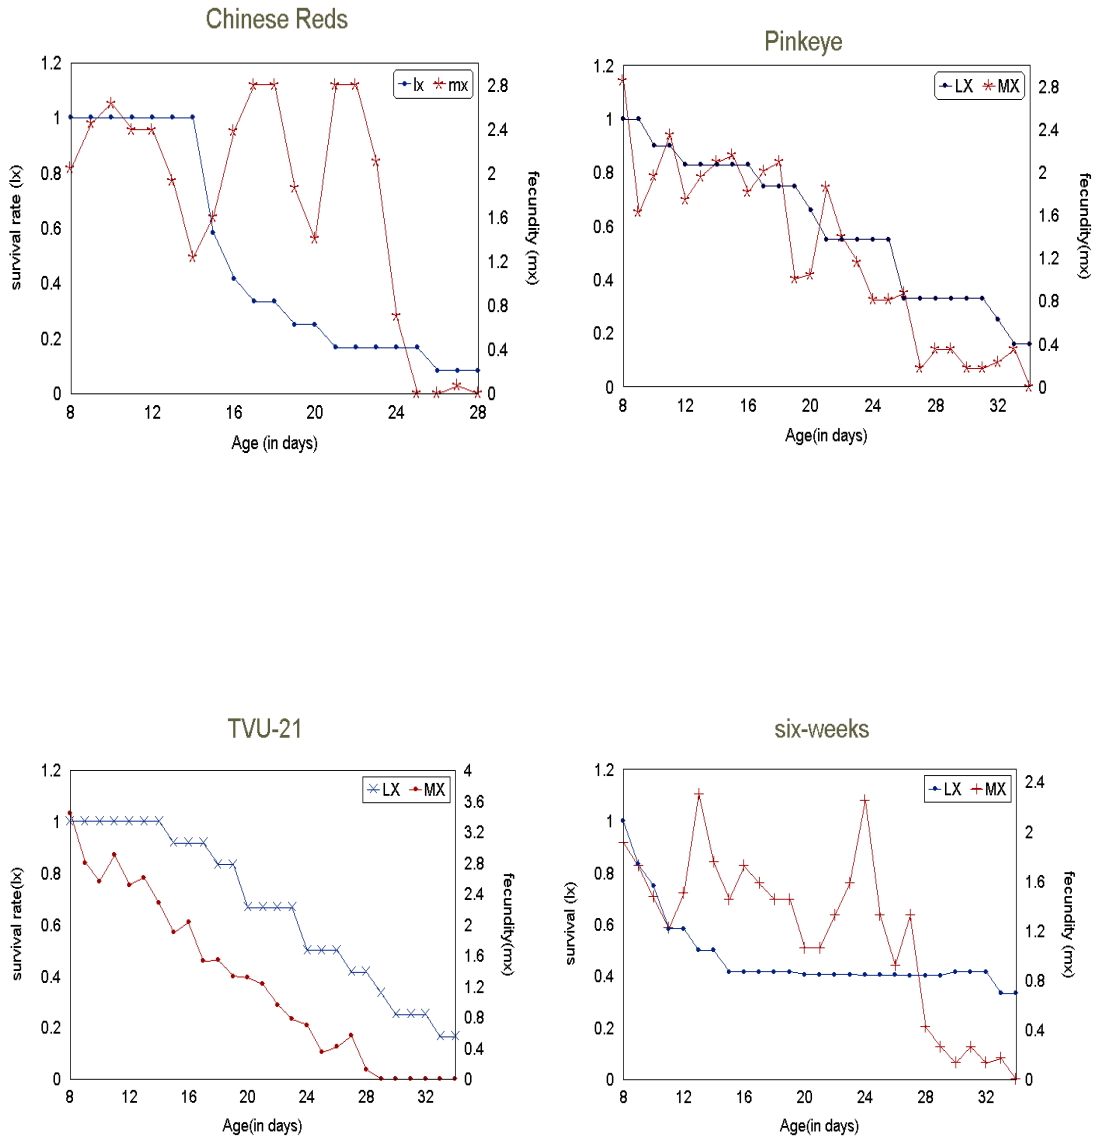 Chinese Reds
lx mx
1.2
1
0.8
0.6
0.4
0.2
0
2.8
2.4
2
1.6
1.2
0.8
0.4
0
8 12 16 20 24 28
survival rate (lx)
fecundity (mx)
Age (in days)
Pinkeye
LX MX
1.2
1
0.8
0.6
0.4
0.2
0
2.8
2.4
2
1.6
1.2
0.8
0.4
0
8 12 16 20 24 28 32
survival rate (lx)
fecundity(mx)
Age(in days)
TVU-21
LX MX
1.2
1
0.8
0.6
0.4
0.2
0
4
3.6
3.2
2.8
2.4
2
1.6
1.2
0.8
0.4
0
8 12 16 20 24 28 32
survival rate(lx)
fecundity(mx)
Age(in days)
six-weeks
LX MX
1.2
1
0.8
0.6
0.4
0.2
0
2.4
2
1.6
1.2
0.8
0.4
0
8 12 16 20 24 28 32
survival (lx)
fecundity (mx)
Age(in days)